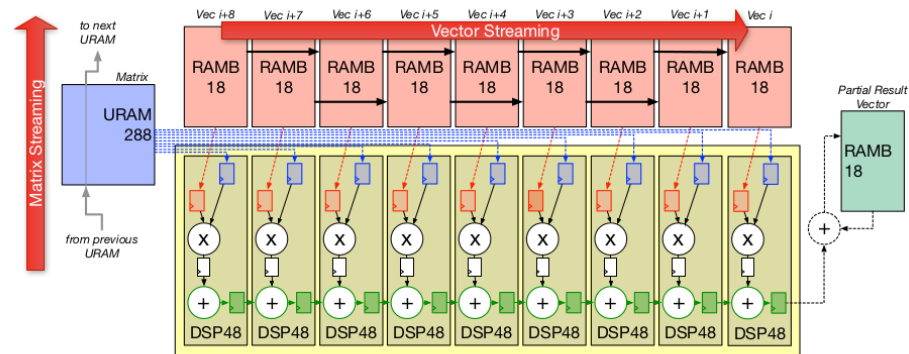 Vec i+8 Vec i+7 Vec i+6 Vec i+5 Vec i+4 Vec i+3 Vec i+2 Vec i+1 Vec i
Vector Streaming
to next
URAM
Matrix
RAMB RAMB RAMB RAMB RAMB RAMB RAMB RAMB RAMB
18 18 18 18 18 18 18 18 18
Partial Result
Vector
URAM
288
Matrix Streaming
RAMB
18
from previous
URAM
X X X X X X X X X
+
+ + + + + + + + +
DSP48 DSP48 DSP48 DSP48 DSP48 DSP48 DSP48 DSP48 DSP48